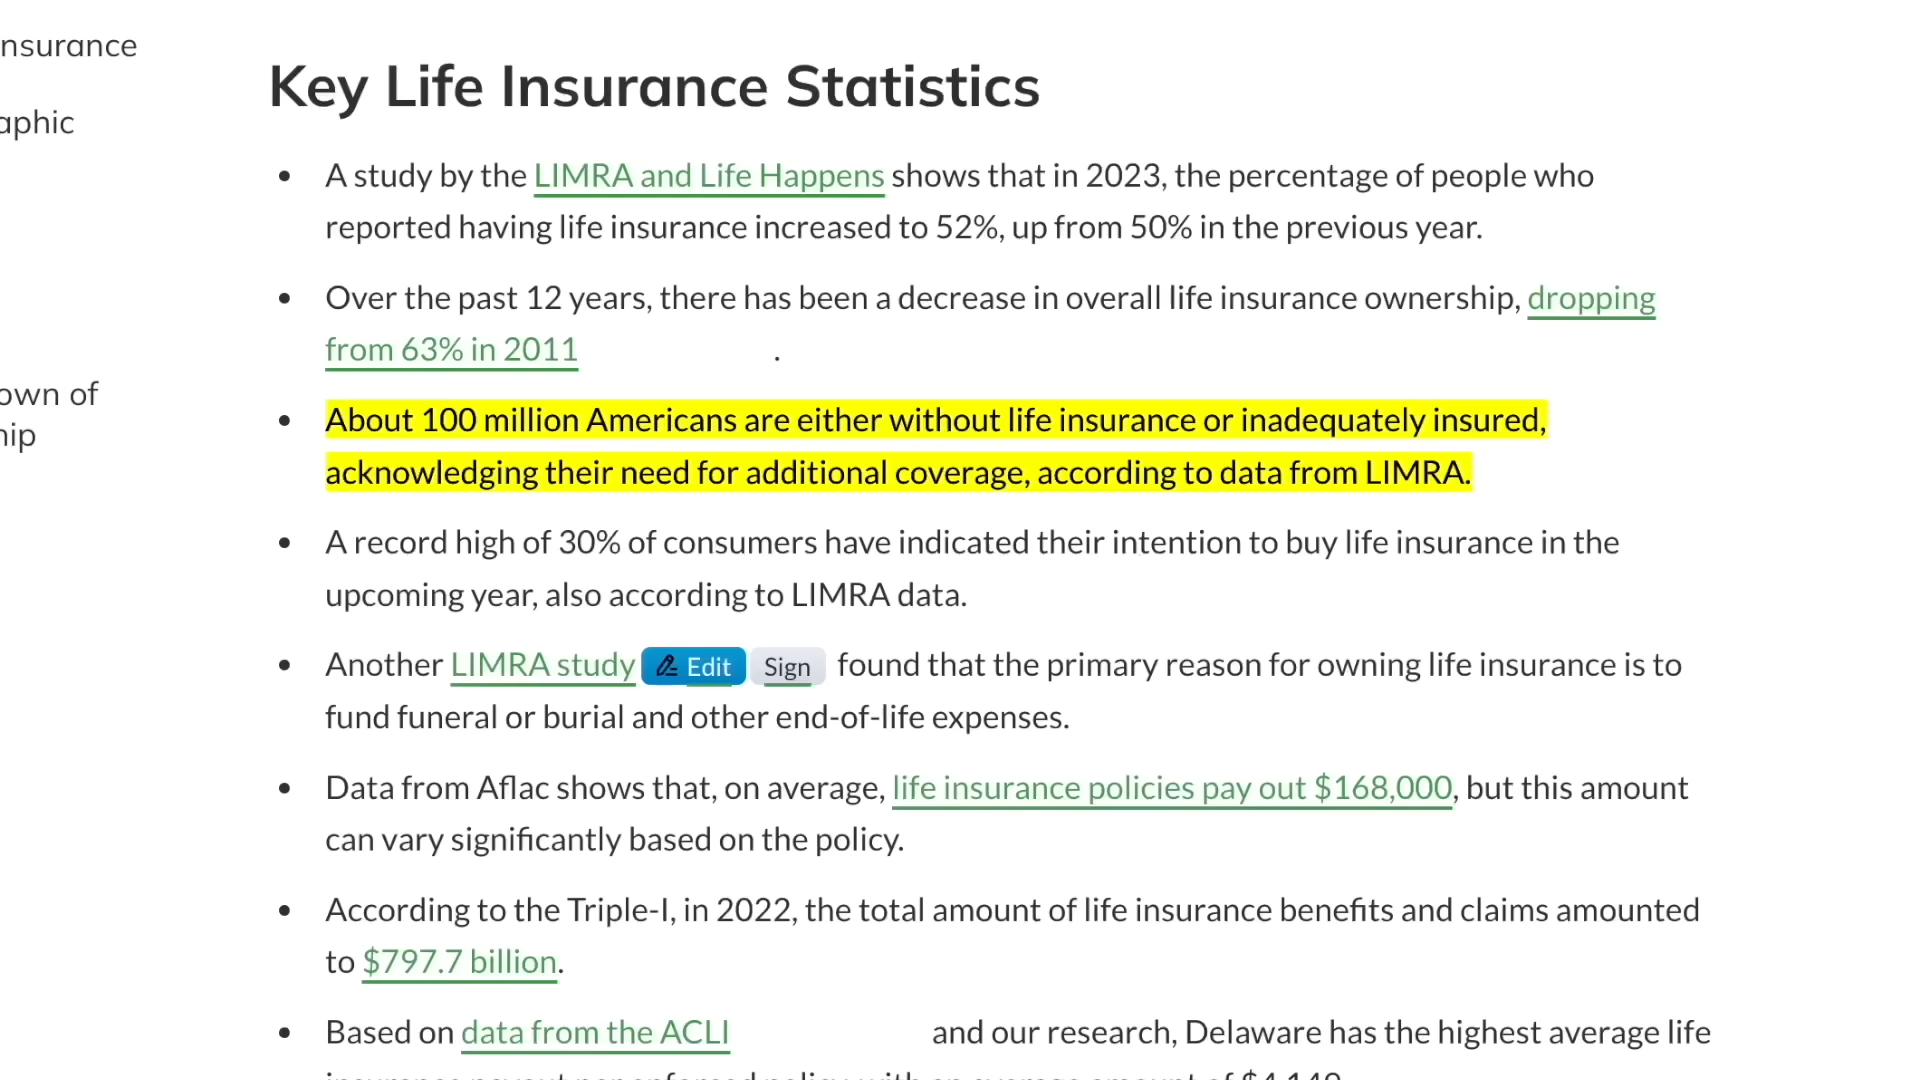 nsurance
aphic
own of
hip
Key Life Insurance Statistics
A study by the LIMRA and Life Happens shows that in 2023, the percentage of people who
reported having life insurance increased to 52%, up from 50% in the previous year.
Over the past 12 years, there has been a decrease in overall life insurance ownership, dropping
from 63% in 2011 .
About 100 million Americans are either without life insurance or inadequately insured,
acknowledging their need for additional coverage, according to data from LIMRA.
A record high of 30% of consumers have indicated their intention to buy life insurance in the
upcoming year, also according to LIMRA data.
Another LIMRA study Edit Sign found that the primary reason for owning life insurance is to
fund funeral or burial and other end-of-life expenses.
Data from Aflac shows that, on average, life insurance policies pay out $168,000, but this amount
can vary significantly based on the policy.
According to the Triple-I, in 2022, the total amount of life insurance benefits and claims amounted
to $797.7 billion.
Based on data from the ACLI and our research, Delaware has the highest average life